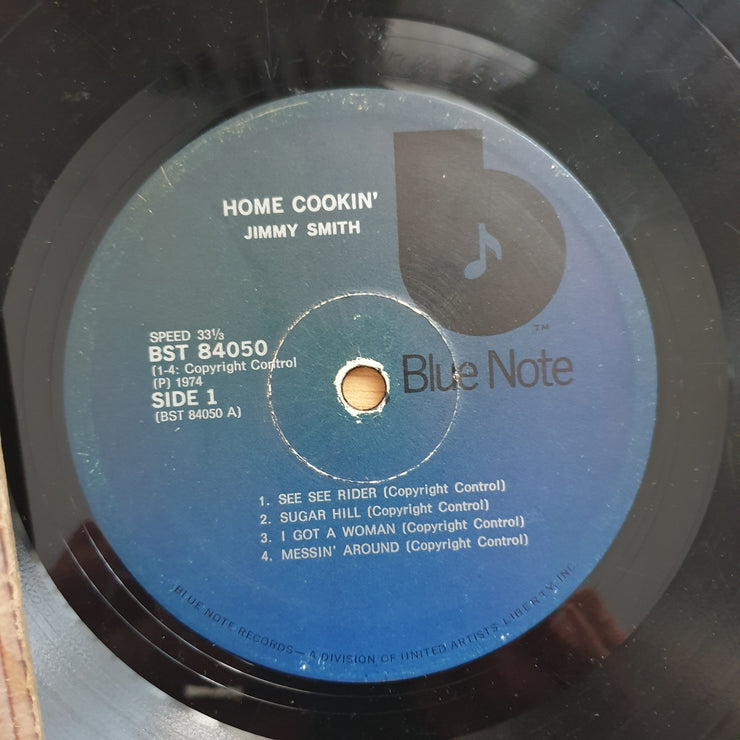 HOME COOKIN'
JIMMY SMITH
SPEED 33⅓
BST 84050
(1-4: Copyright Control
(P) 1974
SIDE 1
(BST 84050 A)
b
TM
Blue Note
1. SEE SEE RIDER (Copyright Control)
2. SUGAR HILL (Copyright Control)
3. I GOT A WOMAN (Copyright Control)
4. MESSIN' AROUND (Copyright Control)
BLUE NOTE RECORDS — A DIVISION OF UNITED ARTISTS LIBERTY, INC